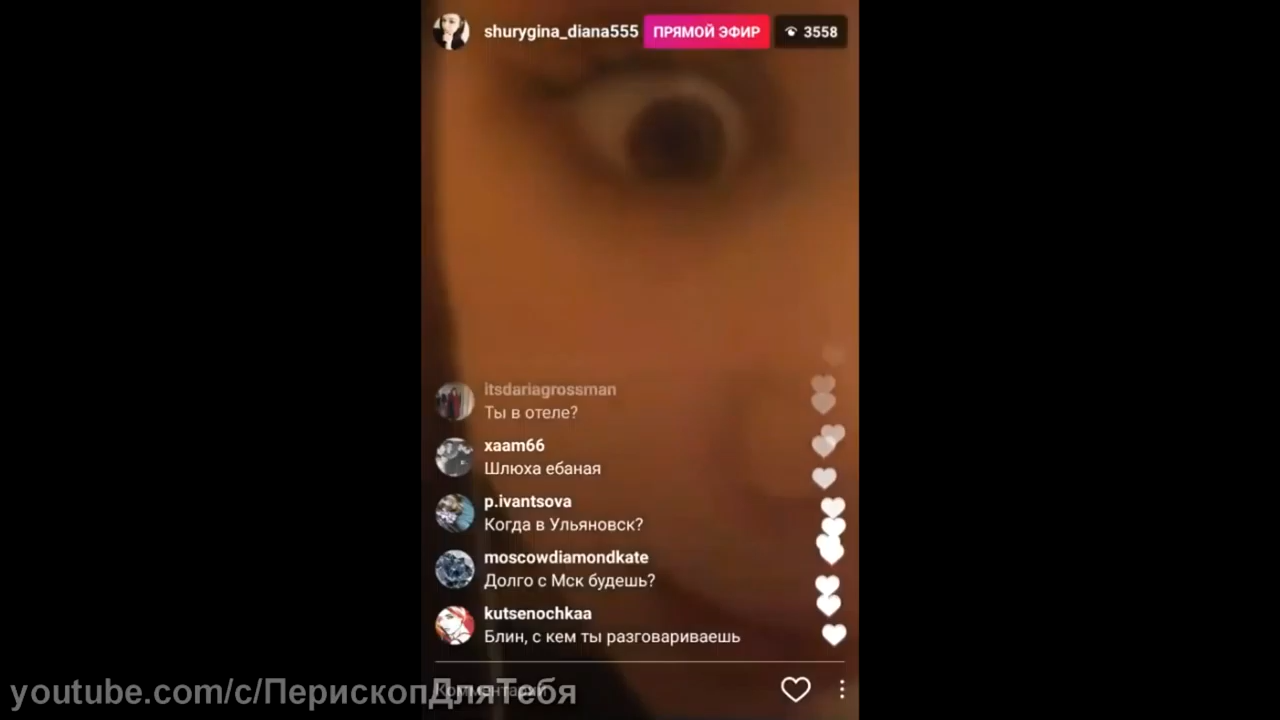 shurygina_diana555 ПРЯМОЙ ЭФИР 3558
itsdariagrossman
Ты в отеле?
xaam66
Шлюха ебаная
p.ivantsova
Когда в Ульяновск?
moscowdiamondkate
Долго с Мск будешь?
kutsenochkaa
Блин, с кем ты разговариваешь
Комментарий
youtube.com/c/ПерископДляТебя